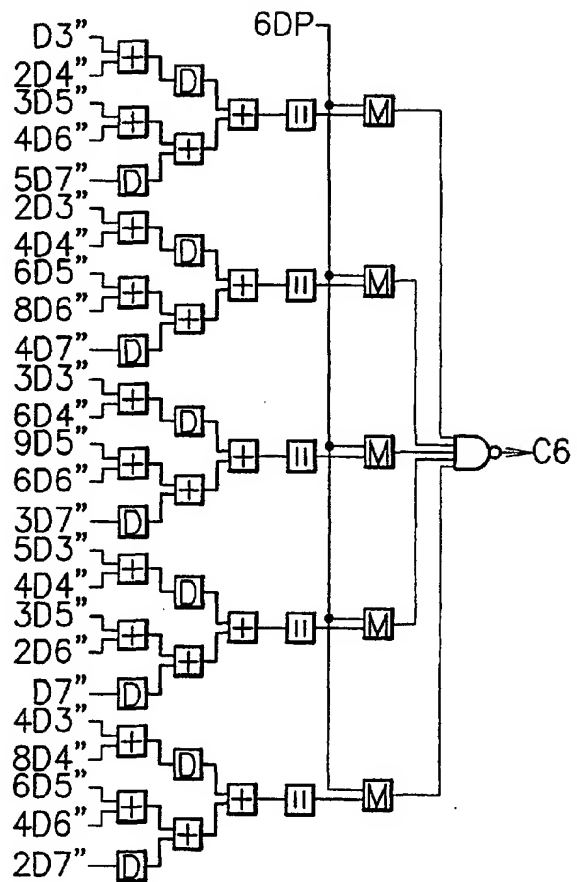 6DP
D3”
2D4”
D
3D5”
4D6”
+
+
+
||
M
5D7”
D
2D3”
4D4”
+
D
6D5”
8D6”
+
+
+
||
M
4D7”
D
3D3”
6D4”
+
D
9D5”
6D6”
+
+
+
||
M
C6
3D7”
D
5D3”
4D4”
+
D
3D5”
2D6”
+
+
+
||
M
D7”
D
4D3”
8D4”
+
D
6D5”
4D6”
+
+
+
||
M
2D7”
D